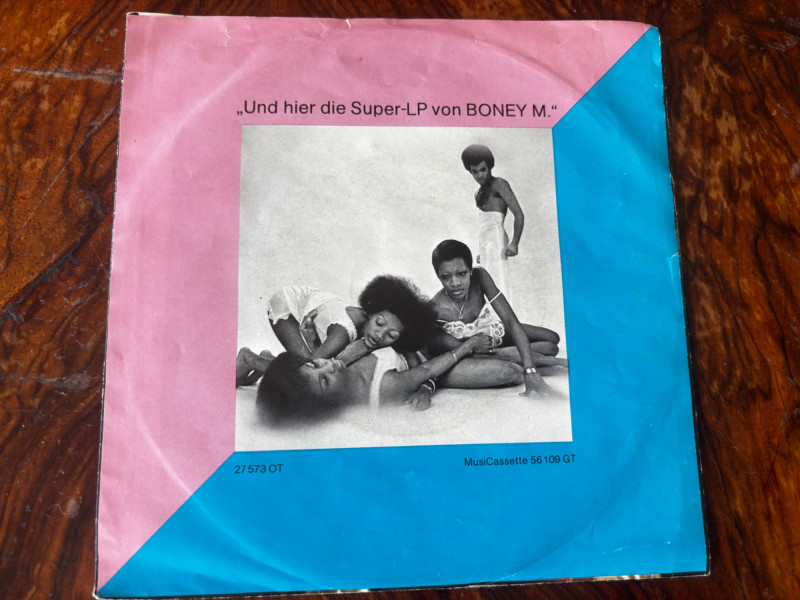 „Und hier die Super-LP von BONEY M.“
27 573 OT
MusiCassette 56 109 GT